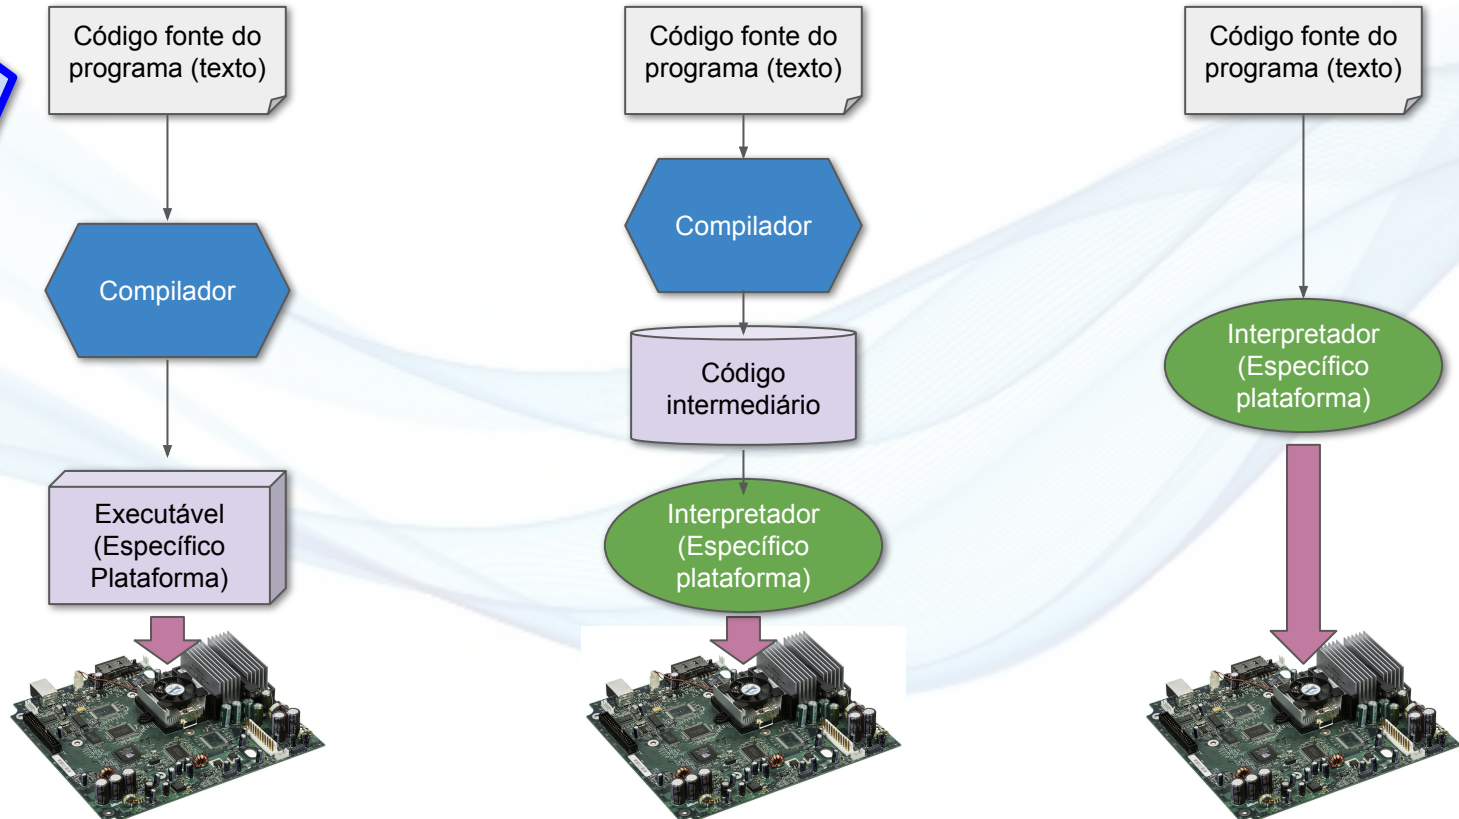 Código fonte do
programa (texto)
Compilador
Executável
(Específico
Plataforma)
Código fonte do
programa (texto)
Compilador
Código
intermediário
Interpretador
(Específico
plataforma)
Código fonte do
programa (texto)
Interpretador
(Específico
plataforma)